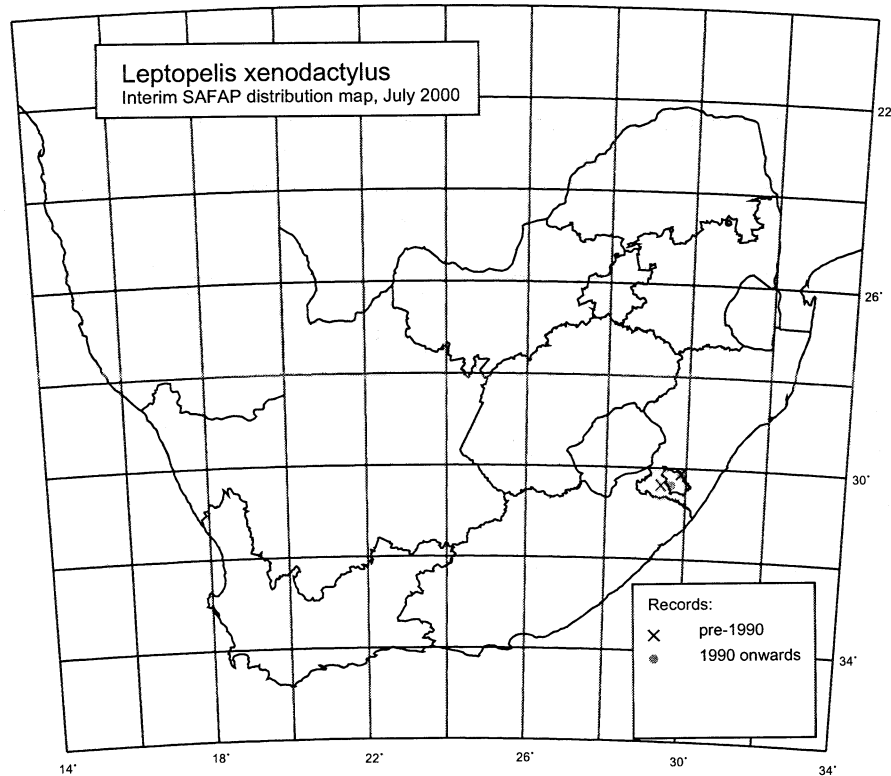 Leptopelis xenodactylus
Interim SAFAP distribution map, July 2000
22
26°
30°
Records:
pre-1990
1990 onwards
34°
14°
18°
22°
26°
30°
34°